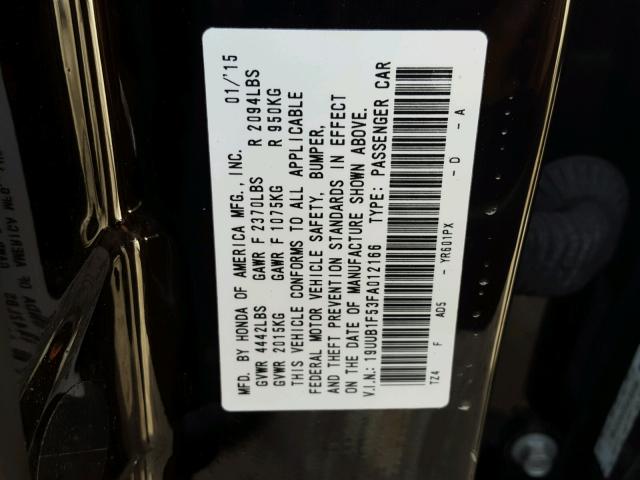 MFD. BY HONDA OF AMERICA MFG., INC. 01/'15
GVWR 4442LBS GAWR F 2370LBS R 2094LBS
GVWR 2015KG GAWR F 1075KG R 950KG
THIS VEHICLE CONFORMS TO ALL APPLICABLE
FEDERAL MOTOR VEHICLE SAFETY, BUMPER,
AND THEFT PREVENTION STANDARDS IN EFFECT
ON THE DATE OF MANUFACTURE SHOWN ABOVE.
V.I.N.: 19UUB1F53FA012166 TYPE: PASSENGER CAR
TZ4 F AD5 - YR601PX - D - A